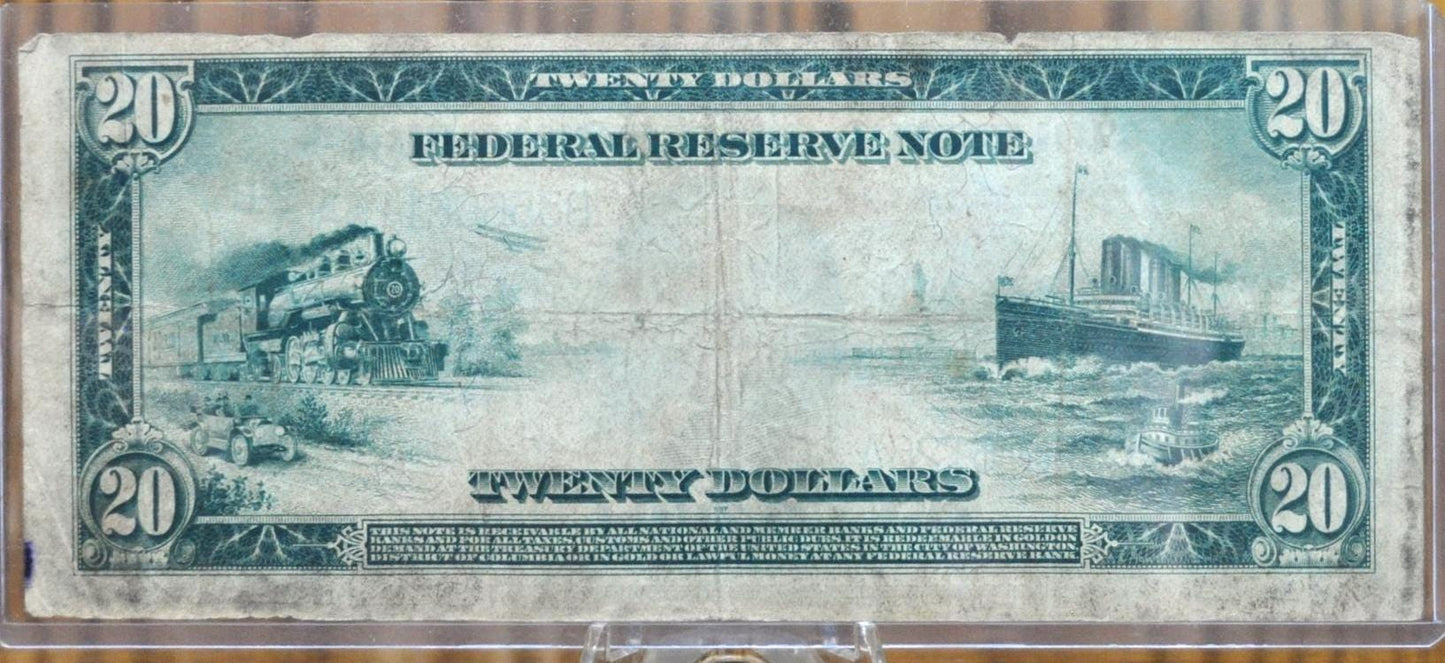 20 TWENTY DOLLARS 20
FEDERAL RESERVE NOTE
TWENTY
TWENTY
TWENTY DOLLARS
20
20
THIS NOTE IS RECEIVABLE BY ALL NATIONAL AND MEMBER BANKS AND FEDERAL RESERVE
BANKS AND FOR ALL TAXES, CUSTOMS AND OTHER PUBLIC DUES. IT IS REDEEMABLE IN GOLD ON
DEMAND AT THE TREASURY DEPARTMENT OF THE UNITED STATES IN THE CITY OF WASHINGTON,
DISTRICT OF COLUMBIA OR IN GOLD OR LAWFUL MONEY AT ANY FEDERAL RESERVE BANK.